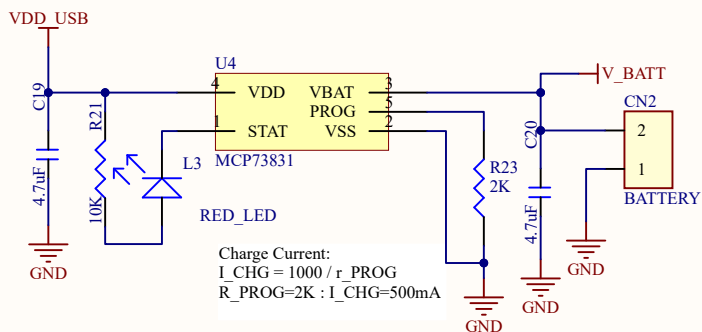 VDD_USB
U4
4
VDD
VBAT
3
V_BATT
C19
R21
PROG
5
CN2
1
STAT
VSS
2
C20
2
MCP73831
L3
R23
2K
1
4.7uF
10K
RED_LED
4.7uF
BATTERY
GND
Charge Current:
I_CHG = 1000 / r_PROG
R_PROG=2K : I_CHG=500mA
GND
GND
GND